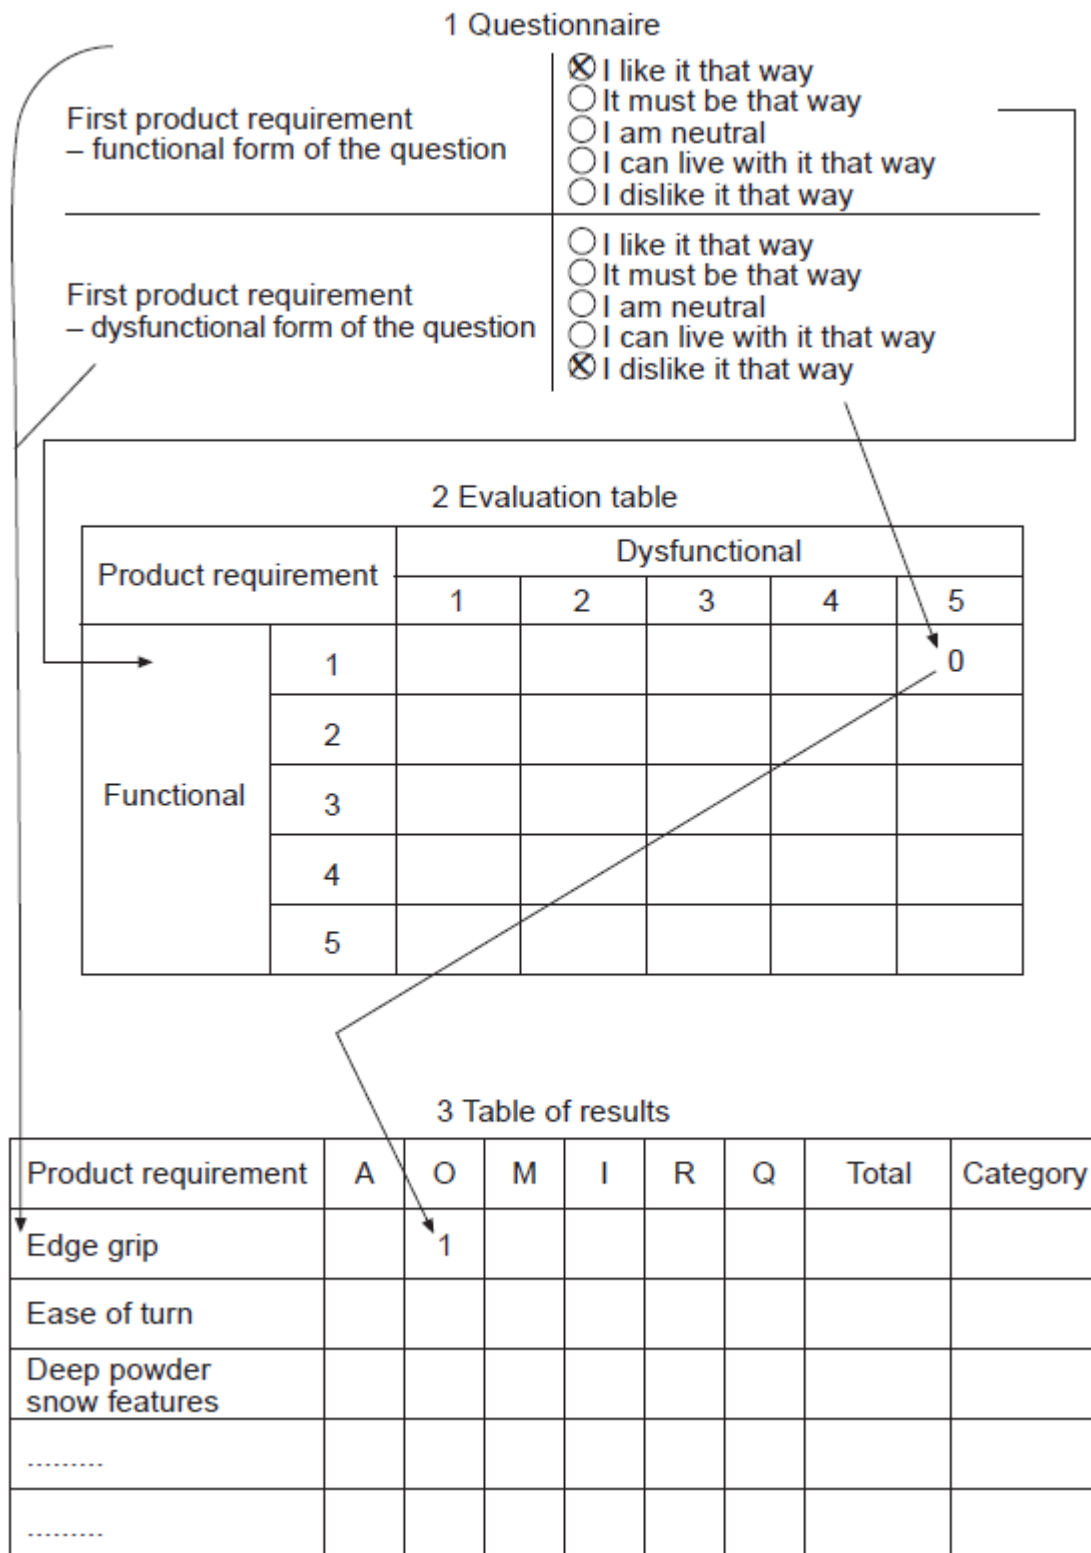 1 Questionnaire
First product requirement
– functional form of the question
I like it that way
It must be that way
I am neutral
I can live with it that way
I dislike it that way
First product requirement
– dysfunctional form of the question
I like it that way
It must be that way
I am neutral
I can live with it that way
I dislike it that way
2 Evaluation table
Product requirement
Dysfunctional
1 2 3 4 5
Functional
1 0
2
3
4
5
3 Table of results
Product requirement A O M I R Q Total Category
Edge grip 1
Ease of turn
Deep powder
snow features
.........
.........